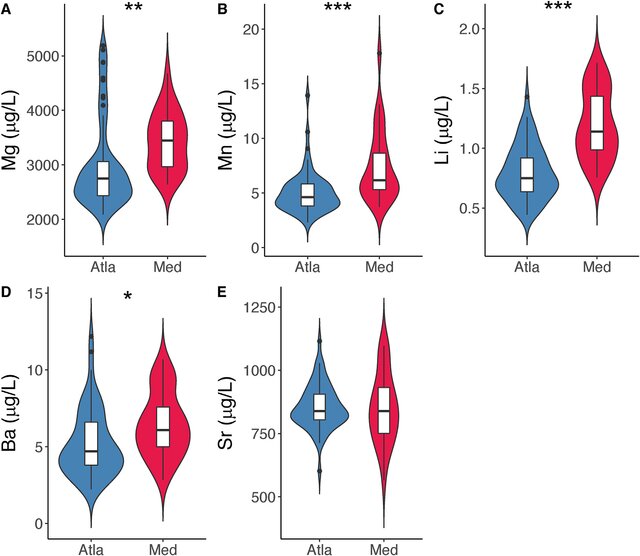 A
**
Mg (μg/L)
5000
4000
3000
2000
Atla Med
B
***
Mn (μg/L)
20
15
10
5
0
Atla Med
C
***
Li (μg/L)
2.0
1.5
1.0
0.5
Atla Med
D
*
Ba (μg/L)
15
10
5
0
Atla Med
E
Sr (μg/L)
1250
1000
750
500
Atla Med